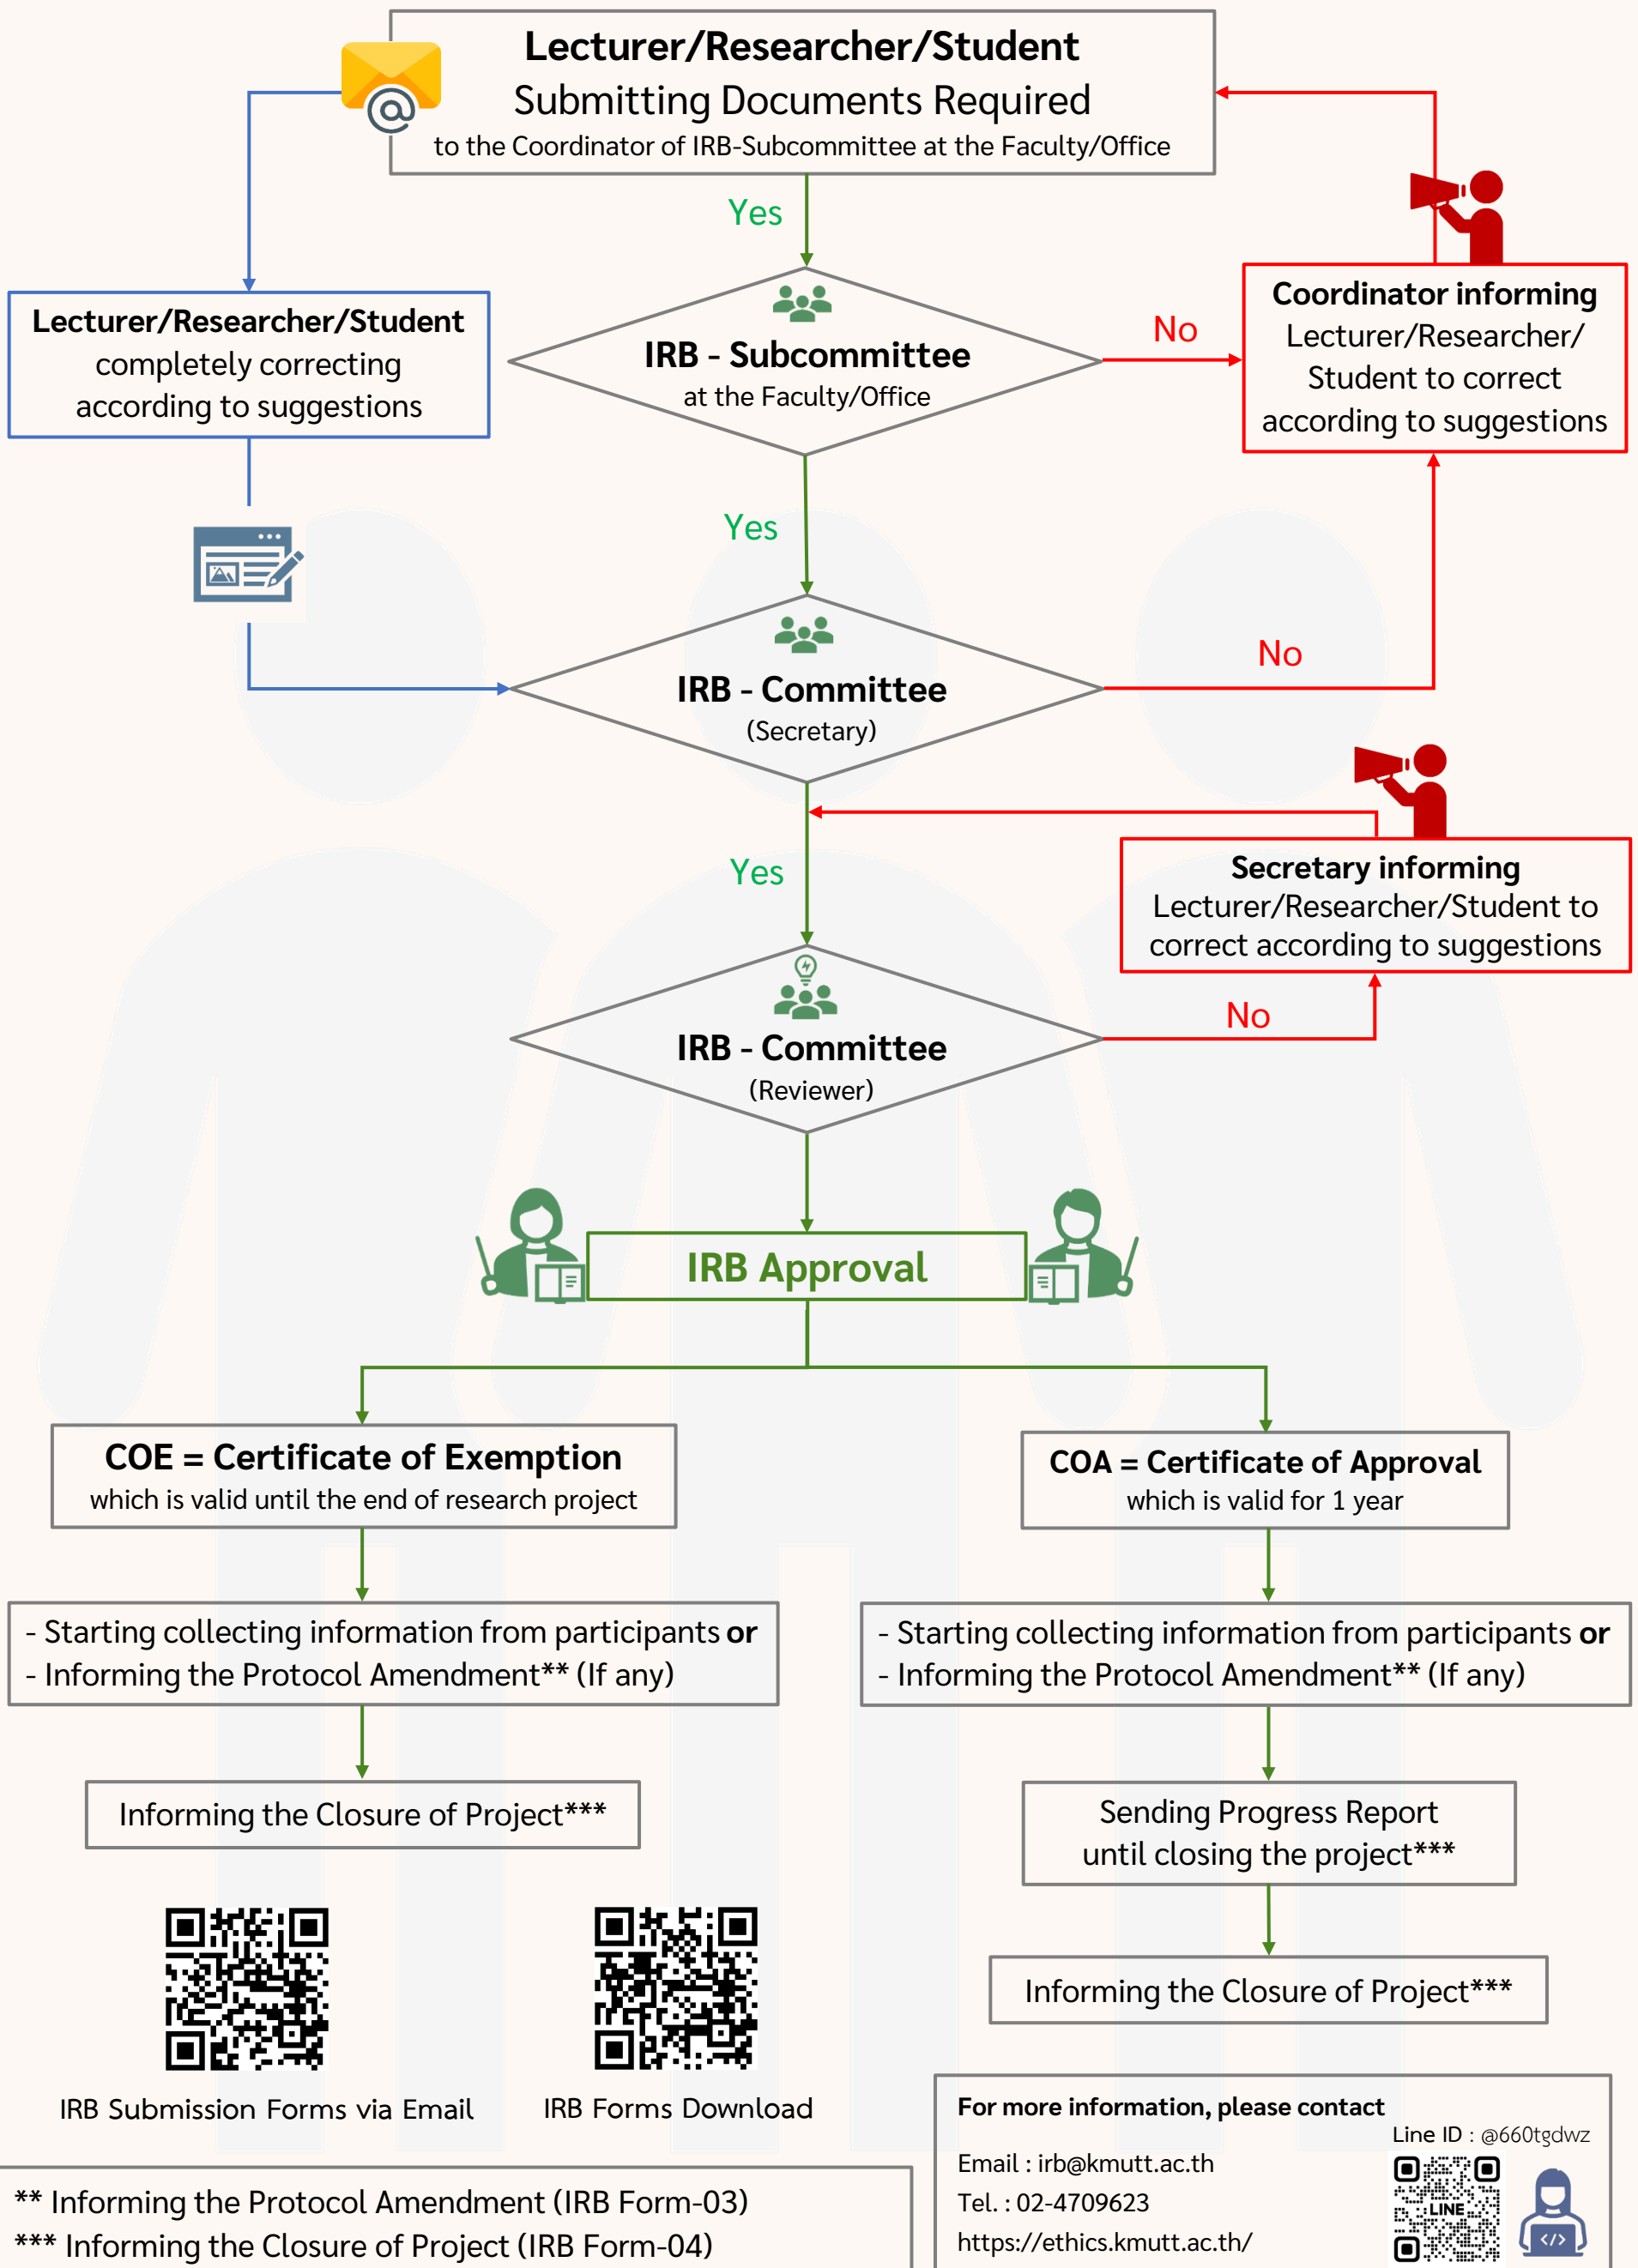 Lecturer/Researcher/Student
Submitting Documents Required
to the Coordinator of IRB-Subcommittee at the Faculty/Office
Yes
Lecturer/Researcher/Student
completely correcting
according to suggestions
IRB - Subcommittee
at the Faculty/Office
No
Coordinator informing
Lecturer/Researcher/
Student to correct
according to suggestions
Yes
IRB - Committee
(Secretary)
No
Yes
Secretary informing
Lecturer/Researcher/Student to
correct according to suggestions
IRB - Committee
(Reviewer)
No
IRB Approval
COE = Certificate of Exemption
which is valid until the end of research project
COA = Certificate of Approval
which is valid for 1 year
- Starting collecting information from participants or
- Informing the Protocol Amendment** (If any)
- Starting collecting information from participants or
- Informing the Protocol Amendment** (If any)
Informing the Closure of Project***
Sending Progress Report
until closing the project***
Informing the Closure of Project***
IRB Submission Forms via Email
IRB Forms Download
For more information, please contact
Line ID : @660tgdwz
Email : irb@kmutt.ac.th
Tel. : 02-4709623
https://ethics.kmutt.ac.th/
LINE
</>
** Informing the Protocol Amendment (IRB Form-03)
*** Informing the Closure of Project (IRB Form-04)